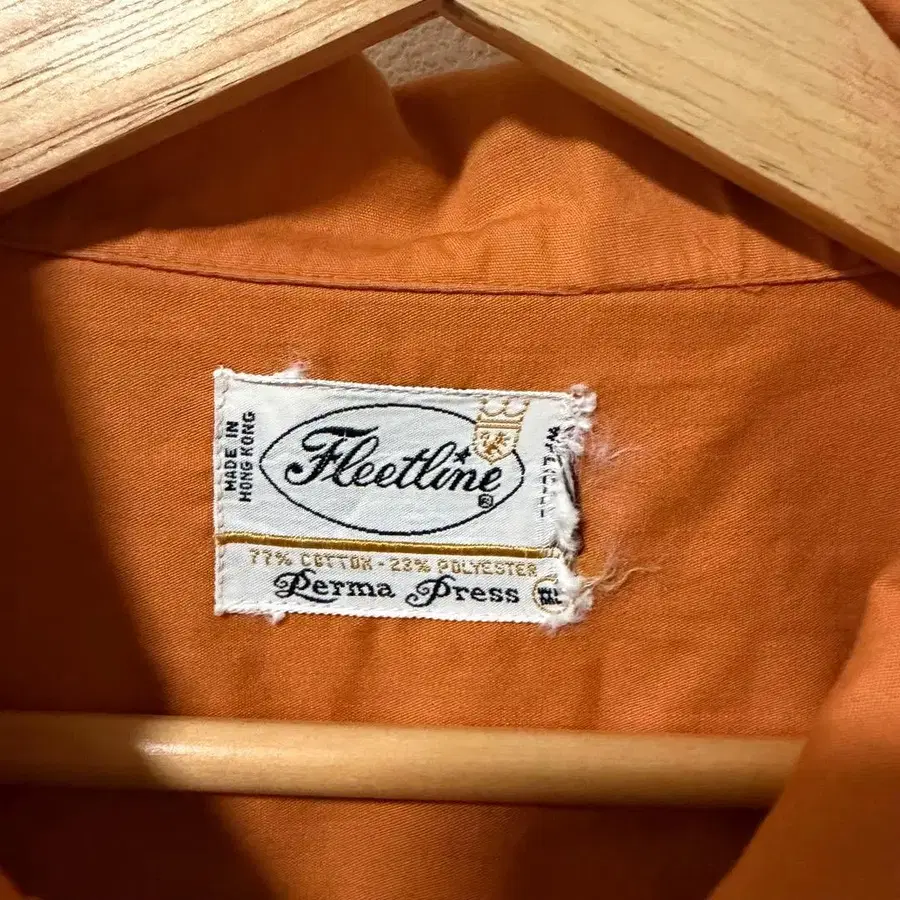 MADE IN
HONG KONG
Fleetline
®
77% COTTON - 23% POLYESTER
Perma Press